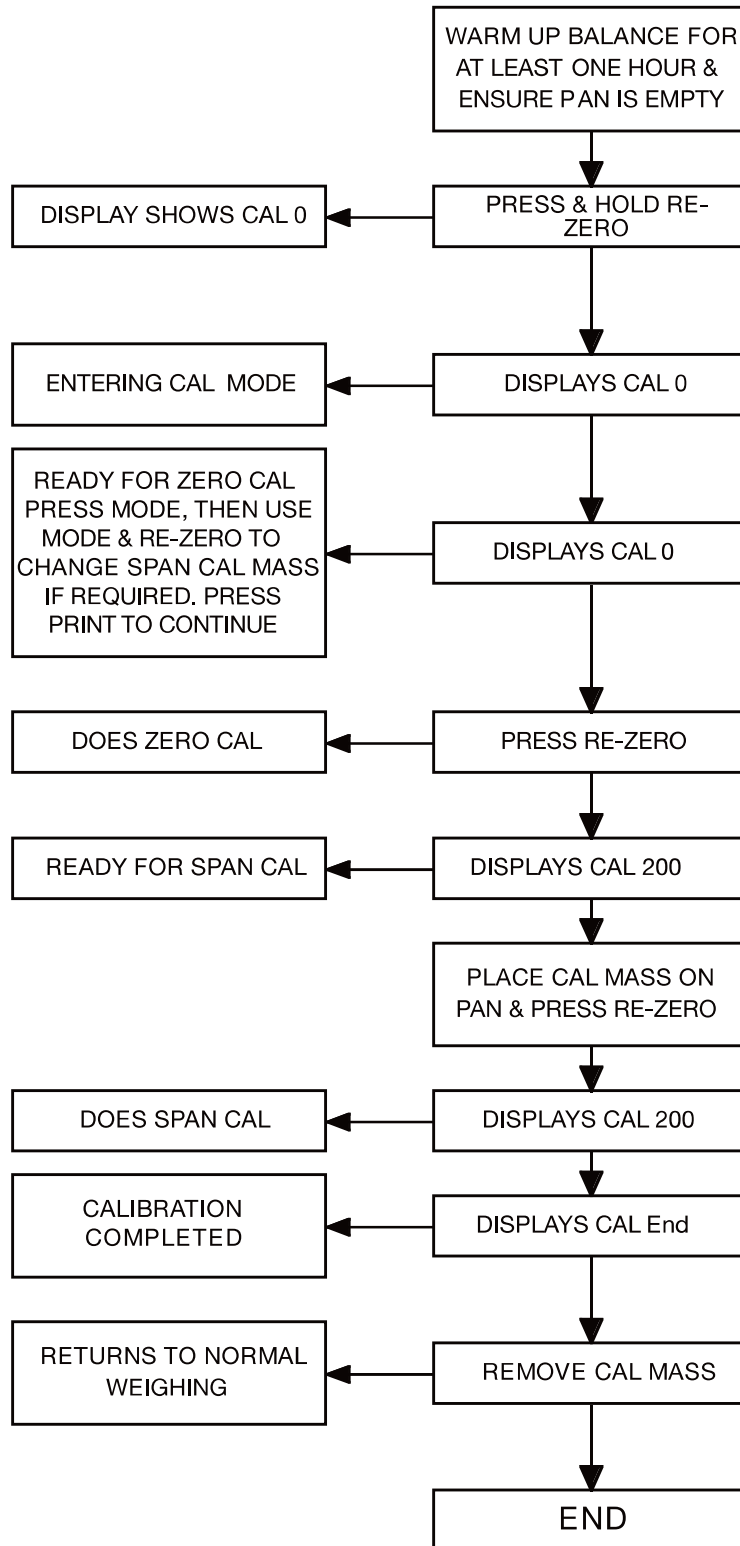 WARM UP BALANCE FOR
AT LEAST ONE HOUR &
ENSURE PAN IS EMPTY
DISPLAY SHOWS CAL 0
PRESS & HOLD RE-
ZERO
ENTERING CAL MODE
DISPLAYS CAL 0
READY FOR ZERO CAL
PRESS MODE, THEN USE
MODE & RE-ZERO TO
CHANGE SPAN CAL MASS
IF REQUIRED. PRESS
PRINT TO CONTINUE
DISPLAYS CAL 0
DOES ZERO CAL
PRESS RE-ZERO
READY FOR SPAN CAL
DISPLAYS CAL 200
PLACE CAL MASS ON
PAN & PRESS RE-ZERO
DOES SPAN CAL
DISPLAYS CAL 200
CALIBRATION
COMPLETED
DISPLAYS CAL End
RETURNS TO NORMAL
WEIGHING
REMOVE CAL MASS
END